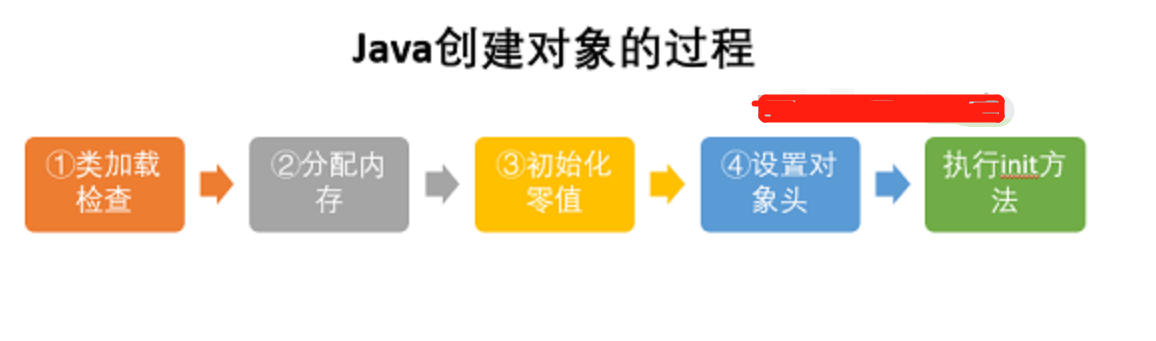 Java创建对象的过程
①类加载
检查
②分配内
存
③初始化
零值
④设置对
象头
执行init方
法